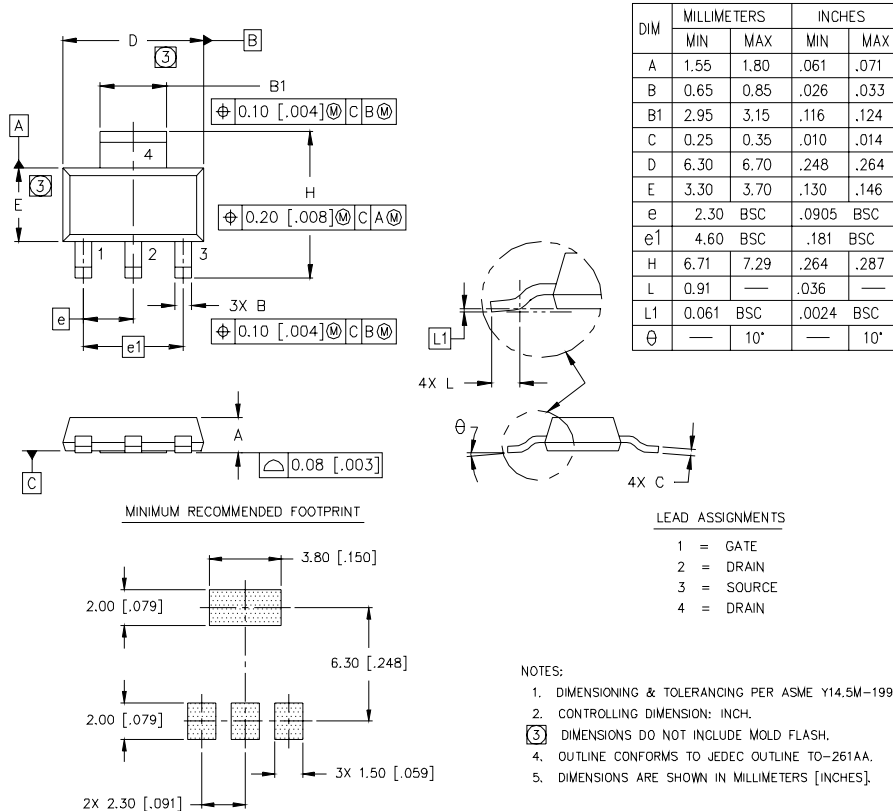 D
B
3
B1
⌖ 0.10 [.004]Ⓜ C BⓂ
A
4
3
E
H
⌖ 0.20 [.008]Ⓜ C AⓂ
1 2 3
3X B
e
⌖ 0.10 [.004]Ⓜ C BⓂ
e1
L1
4X L
DIM MILLIMETERS INCHES
MIN MAX MIN MAX
A 1.55 1.80 .061 .071
B 0.65 0.85 .026 .033
B1 2.95 3.15 .116 .124
C 0.25 0.35 .010 .014
D 6.30 6.70 .248 .264
E 3.30 3.70 .130 .146
e 2.30 BSC .0905 BSC
e1 4.60 BSC .181 BSC
H 6.71 7.29 .264 .287
L 0.91 — .036 —
L1 0.061 BSC .0024 BSC
θ — 10° — 10°
A
C
⌓ 0.08 [.003]
θ
4X C
MINIMUM RECOMMENDED FOOTPRINT
3.80 [.150]
2.00 [.079]
6.30 [.248]
2.00 [.079]
3X 1.50 [.059]
2X 2.30 [.091]
LEAD ASSIGNMENTS
1 = GATE
2 = DRAIN
3 = SOURCE
4 = DRAIN
NOTES:
1. DIMENSIONING & TOLERANCING PER ASME Y14.5M-199
2. CONTROLLING DIMENSION: INCH.
3 DIMENSIONS DO NOT INCLUDE MOLD FLASH.
4. OUTLINE CONFORMS TO JEDEC OUTLINE TO-261AA.
5. DIMENSIONS ARE SHOWN IN MILLIMETERS [INCHES].